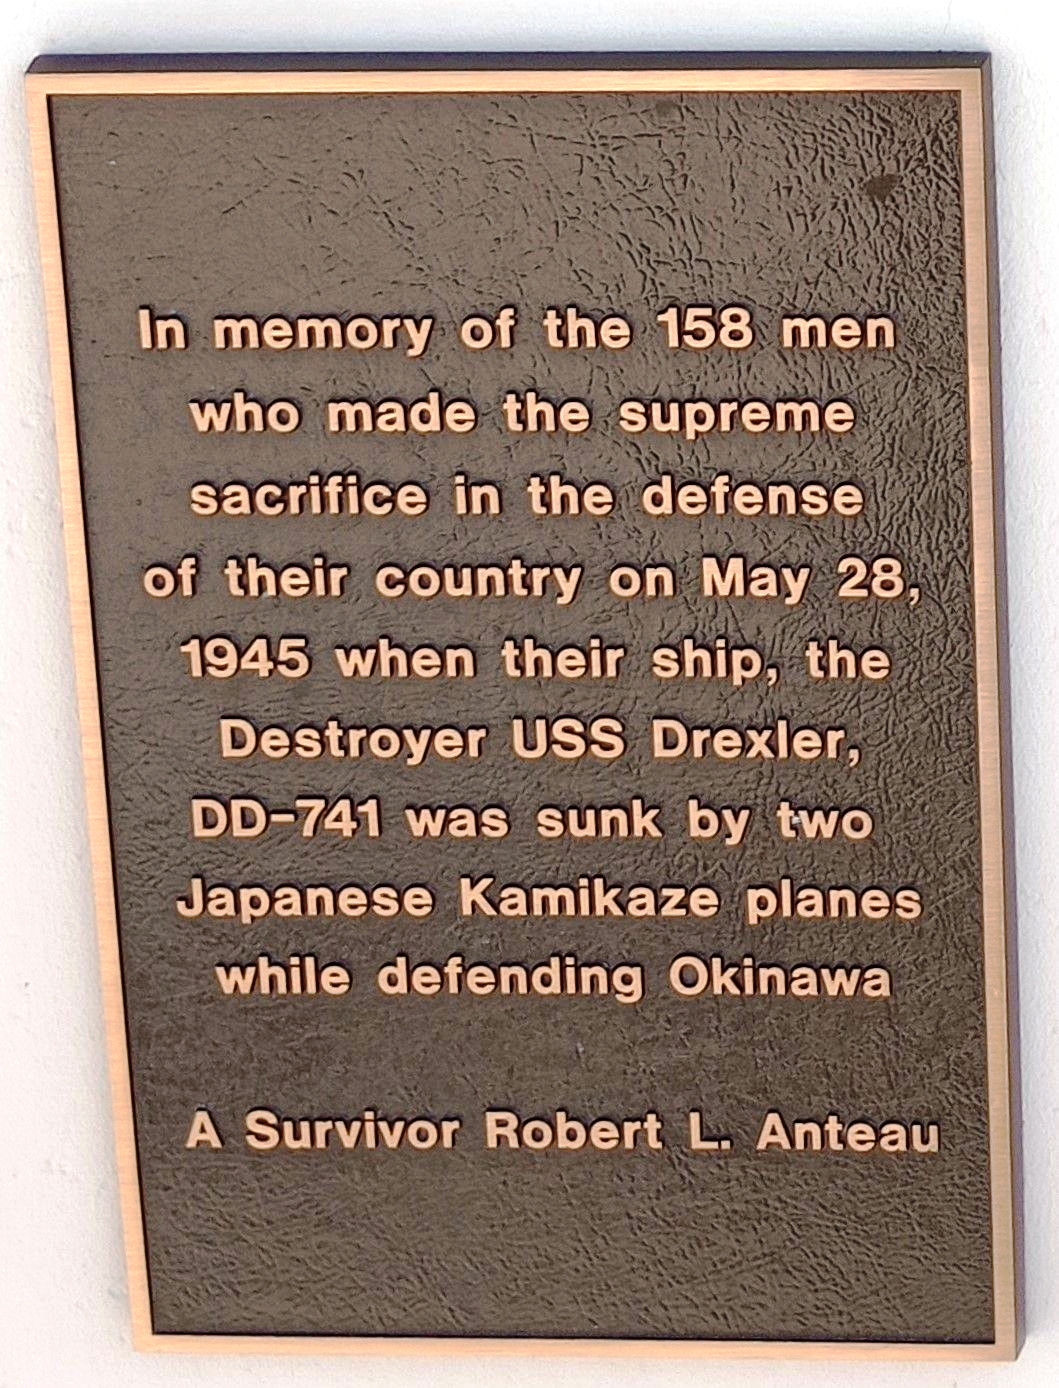 In memory of the 158 men
who made the supreme
sacrifice in the defense
of their country on May 28,
1945 when their ship, the
Destroyer USS Drexler,
DD-741 was sunk by two
Japanese Kamikaze planes
while defending Okinawa
A Survivor Robert L. Anteau